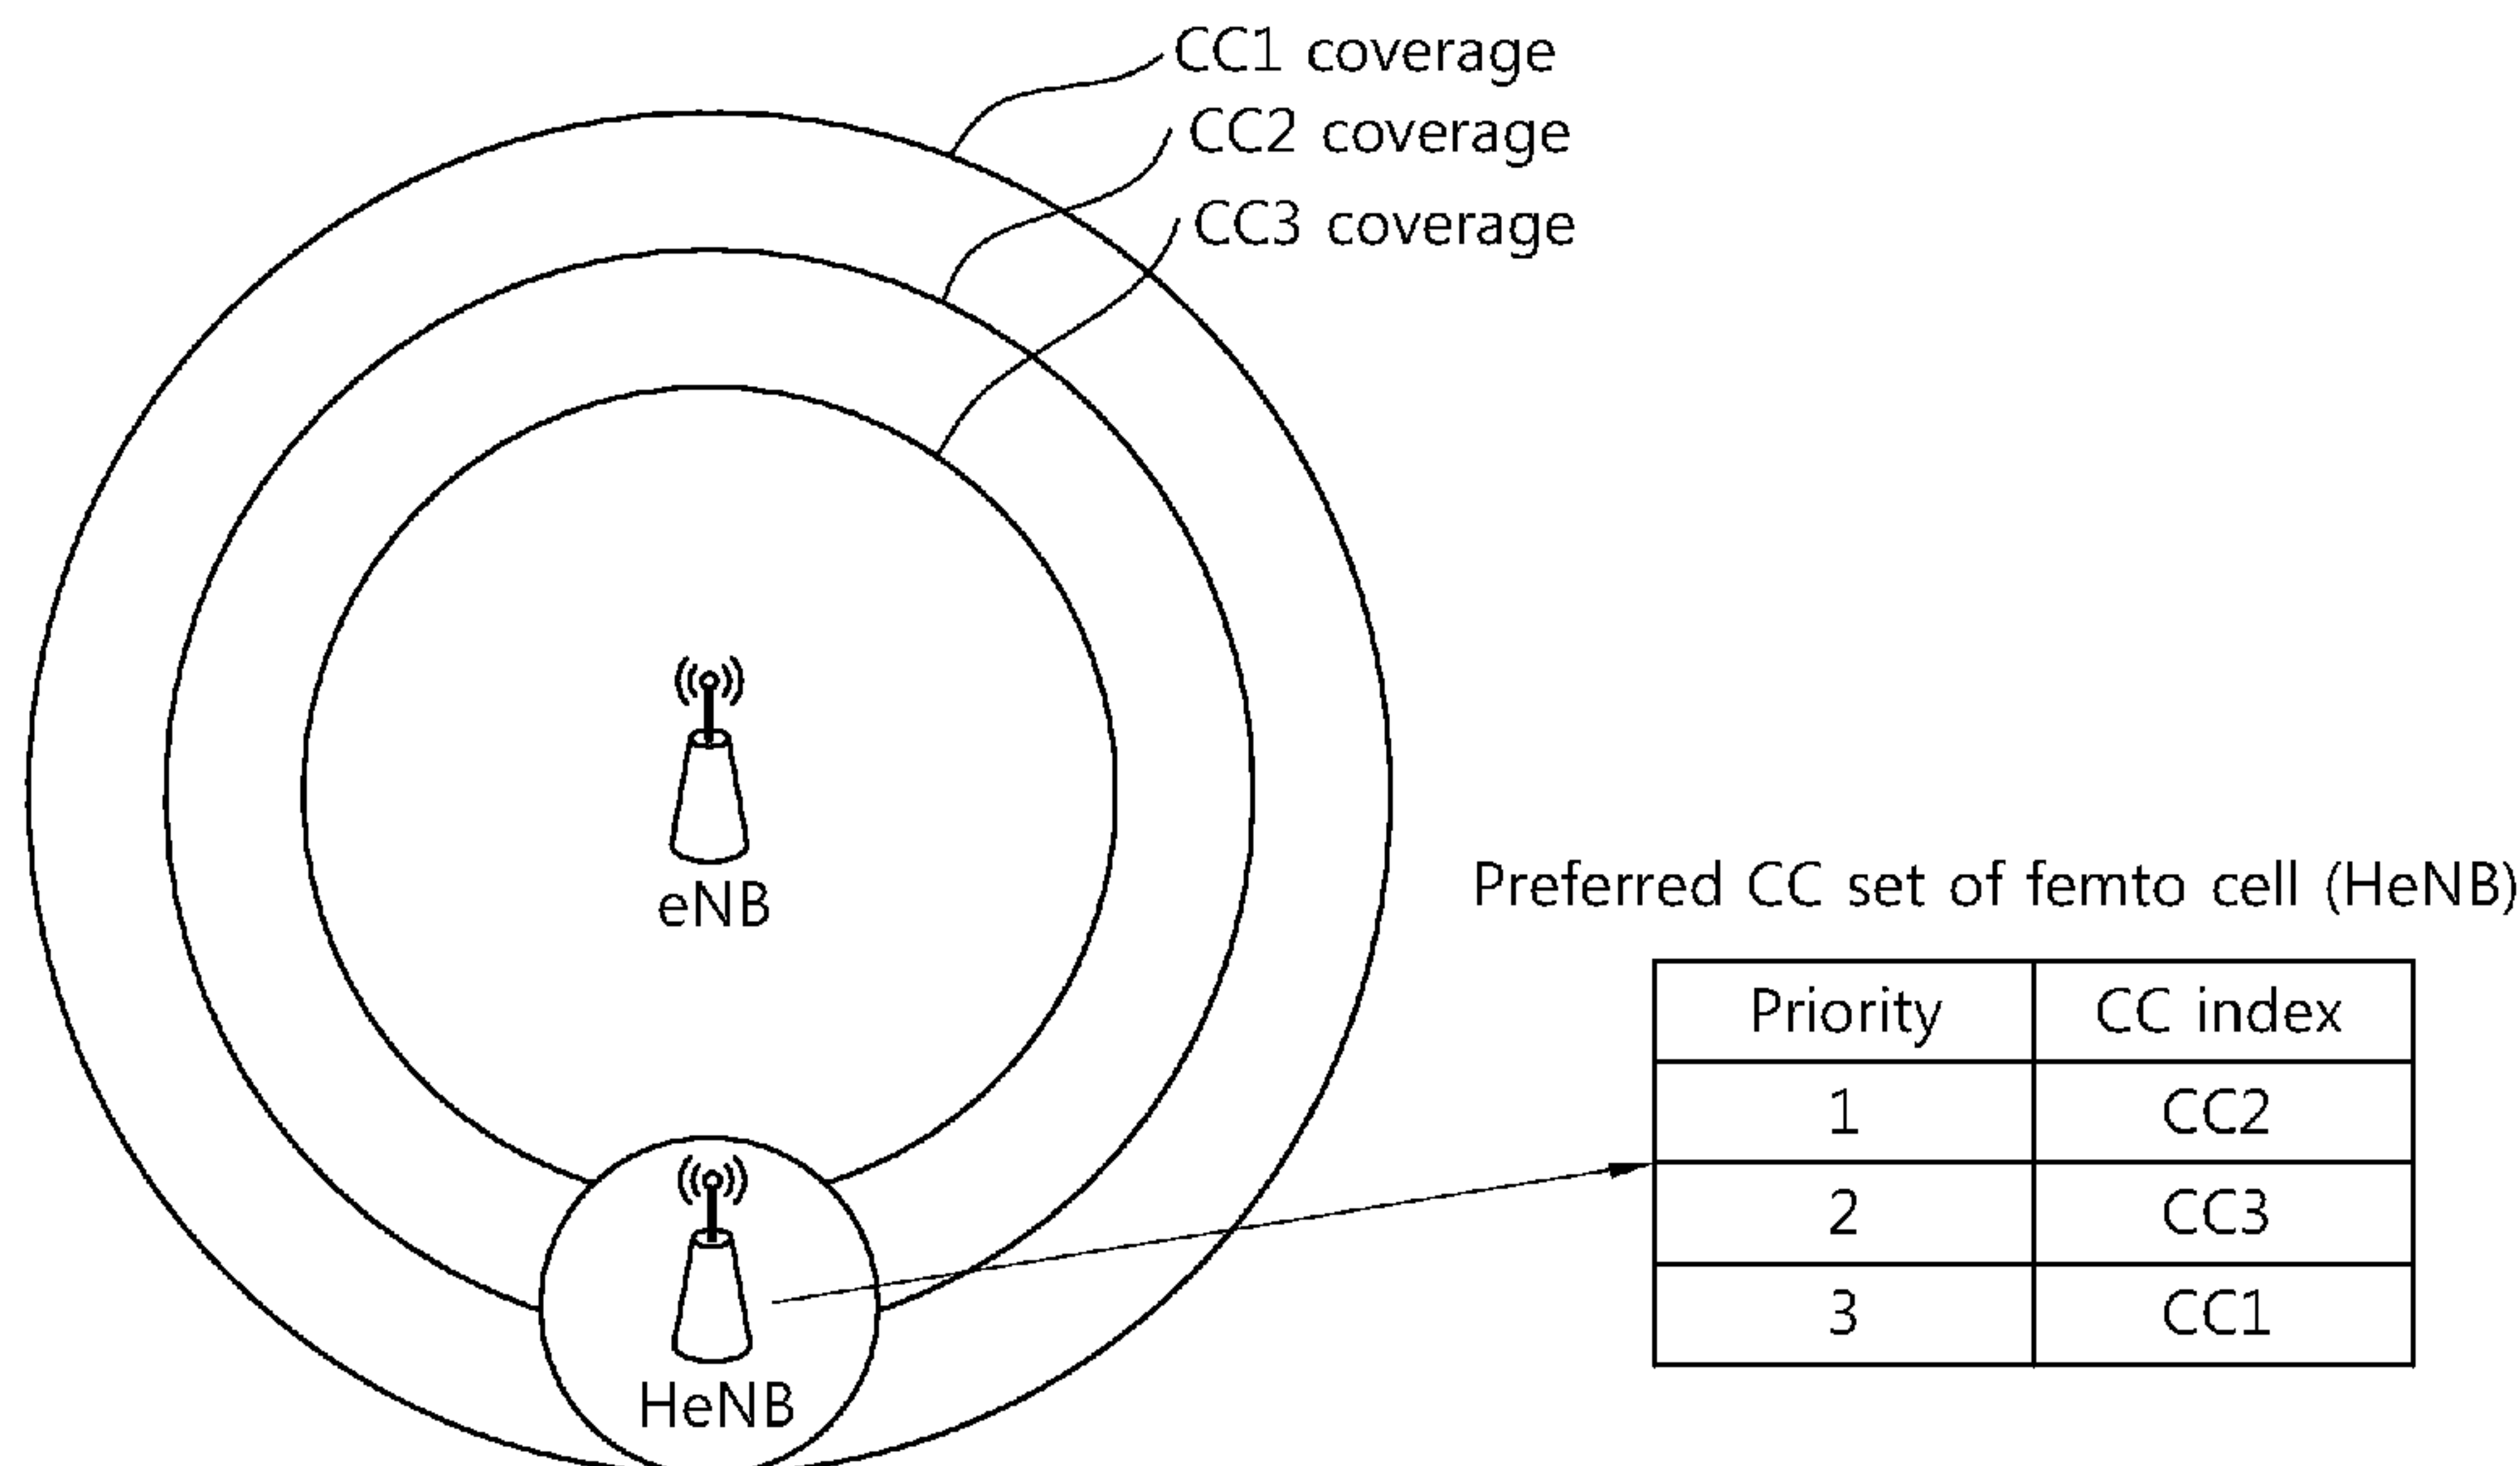 CC1 coverage
CC2 coverage
CC3 coverage
eNB
Preferred CC set of femto cell (HeNB)
Priority CC index
1 CC2
2 CC3
3 CC1
HeNB